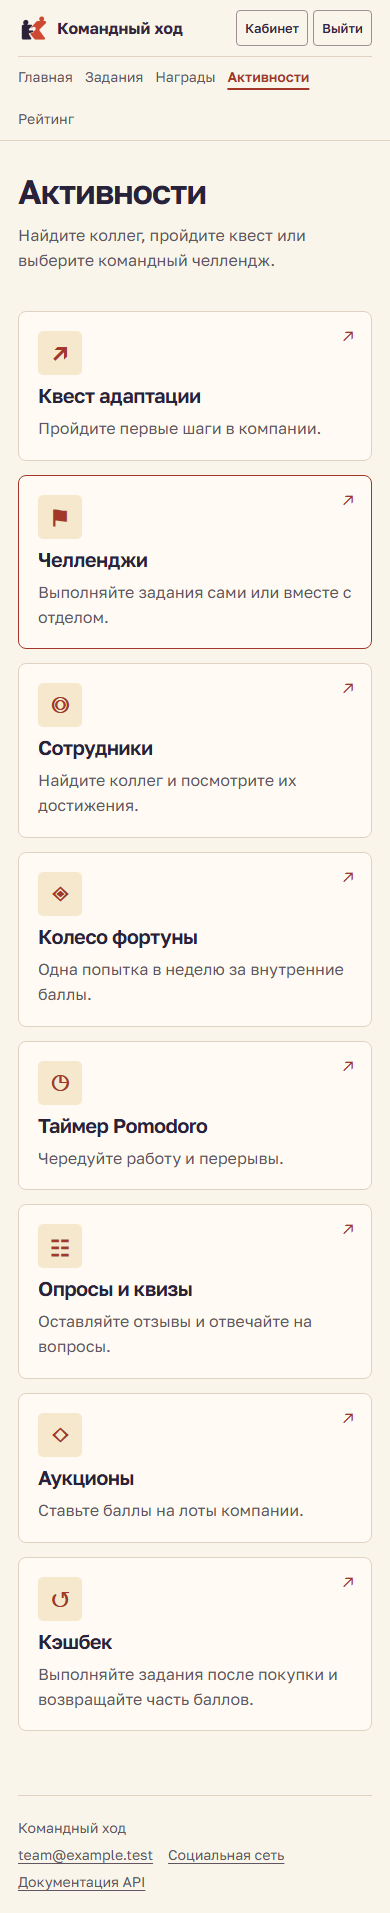 Командный ход
Кабинет
Выйти
Главная Задания Награды Активности
Рейтинг
Активности
Найдите коллег, пройдите квест или
выберите командный челлендж.
Квест адаптации
Пройдите первые шаги в компании.
Челленджи
Выполняйте задания сами или вместе с
отделом.
Сотрудники
Найдите коллег и посмотрите их
достижения.
Колесо фортуны
Одна попытка в неделю за внутренние
баллы.
Таймер Pomodoro
Чередуйте работу и перерывы.
Опросы и квизы
Оставляйте отзывы и отвечайте на
вопросы.
Аукционы
Ставьте баллы на лоты компании.
Кэшбек
Выполняйте задания после покупки и
возвращайте часть баллов.
Командный ход
team@example.test Социальная сеть
Документация API